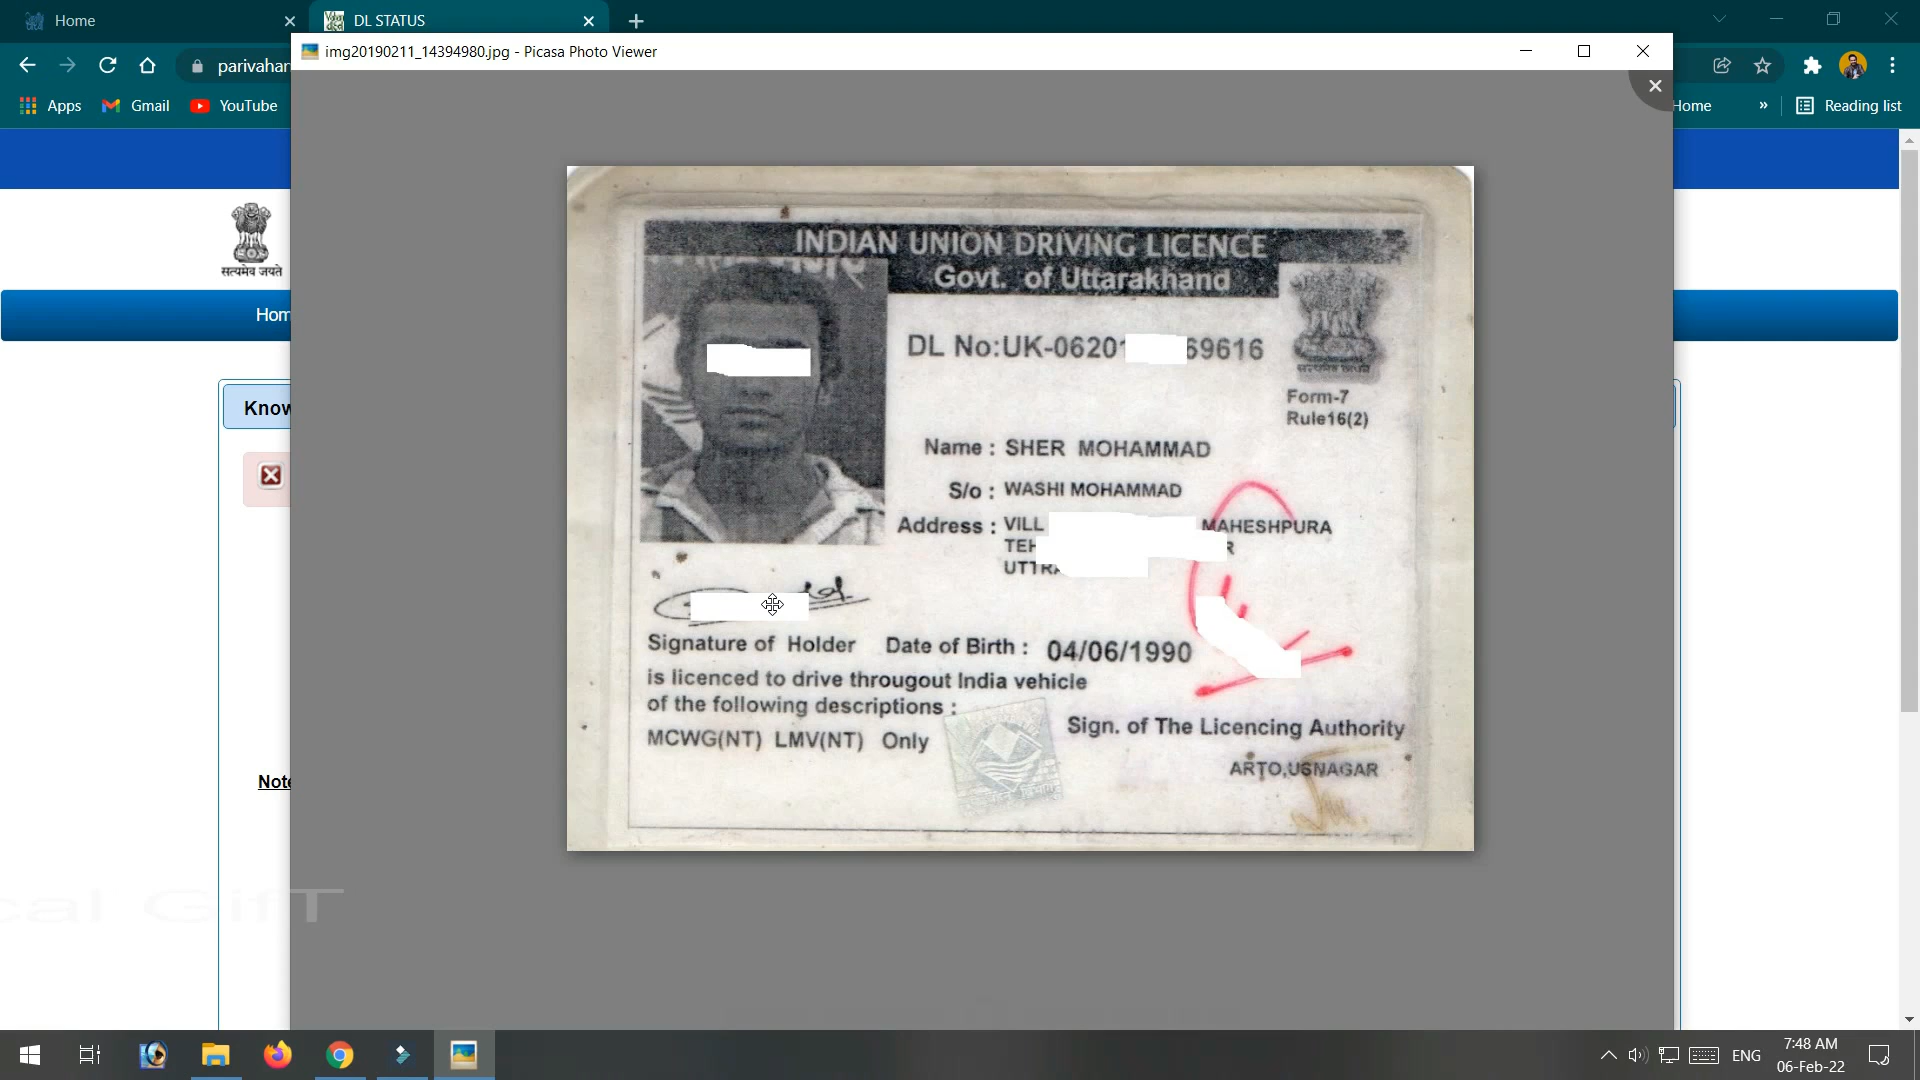 Home
DL STATUS
img20190211_14394980.jpg - Picasa Photo Viewer
parivahan
Apps
Gmail
YouTube
Home
»
Reading list
सत्यमेव जयते
Hom
Know
Note
INDIAN UNION DRIVING LICENCE
Govt. of Uttarakhand
DL No:UK-0620 69616
Form-7
Rule16(2)
Name : SHER MOHAMMAD
S/o : WASHI MOHAMMAD
Address : VILL MAHESHPURA
TEH R
UTTRA
Signature of Holder Date of Birth : 04/06/1990
is licenced to drive througout India vehicle
of the following descriptions :
MCWG(NT) LMV(NT) Only
Sign. of The Licencing Authority
ARTO,USNAGAR
cal GifT
ENG
7:48 AM
06-Feb-22